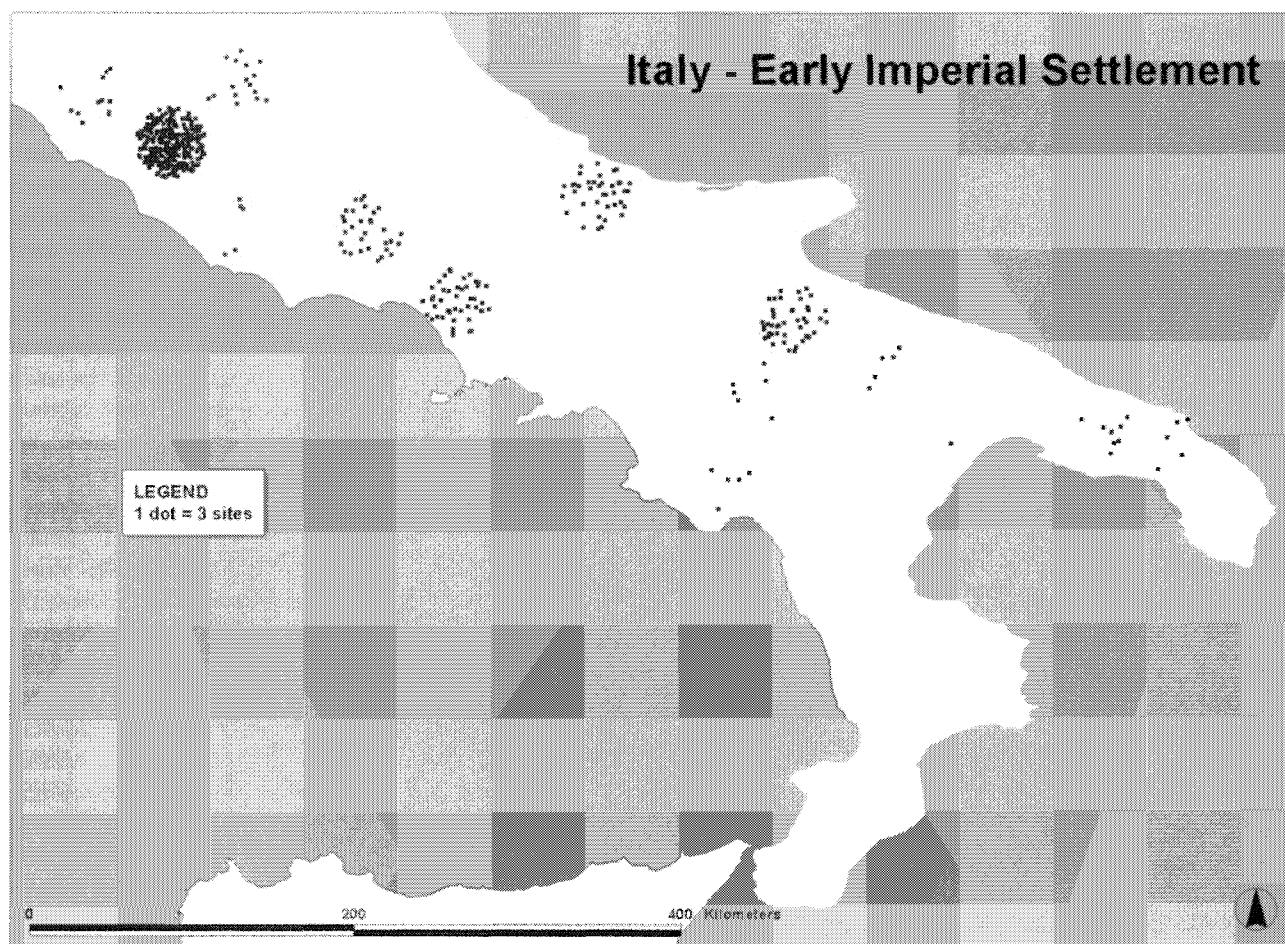 Italy - Early Imperial Settlement
LEGEND
1 dot = 3 sites
0 200 400 Kilometers